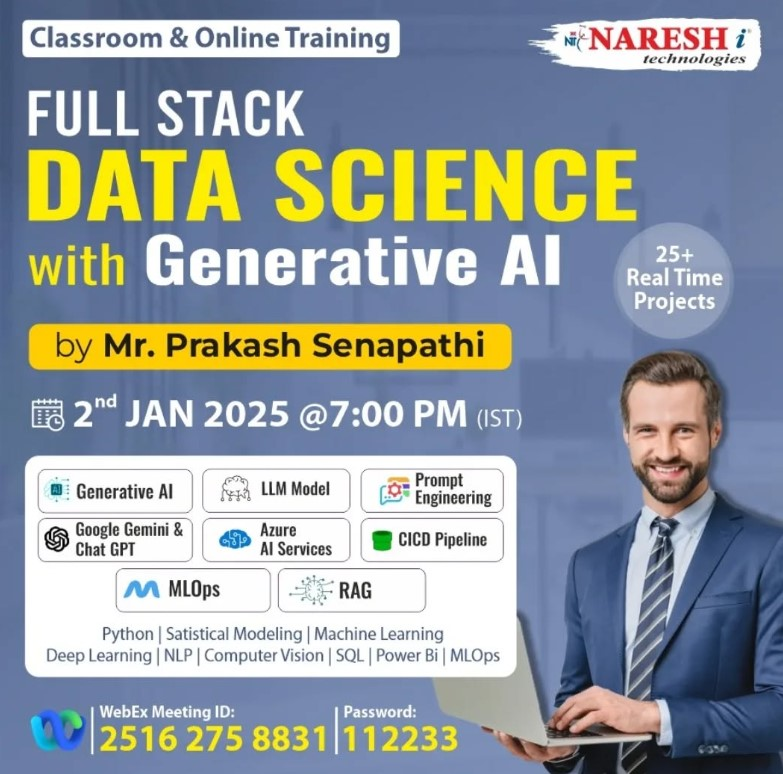 Classroom & Online Training
NARESH i
technologies
FULL STACK
DATA SCIENCE
with Generative AI
25+
Real Time
Projects
by Mr. Prakash Senapathi
2nd JAN 2025 @7:00 PM (IST)
Generative AI
LLM Model
Prompt
Engineering
Google Gemini &
Chat GPT
Azure
AI Services
CICD Pipeline
MLOps
RAG
Python | Satistical Modeling | Machine Learning
Deep Learning | NLP | Computer Vision | SQL | Power Bi | MLOps
WebEx Meeting ID:
2516 275 8831
Password:
112233